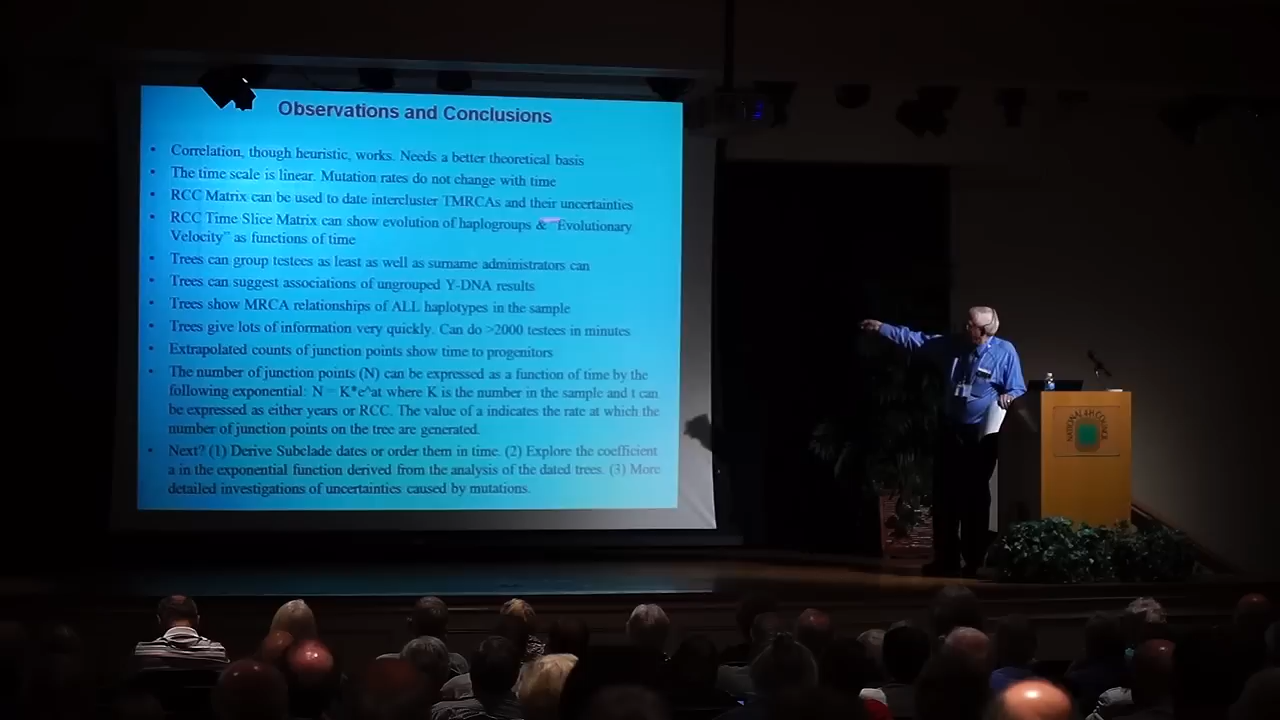 Observations and Conclusions
• Correlation, though heuristic, works. Needs a better theoretical basis
• The time scale is linear. Mutation rates do not change with time
• RCC Matrix can be used to date intercluster TMRCAs and their uncertainties
• RCC Time Slice Matrix can show evolution of haplogroups & "Evolutionary
Velocity" as functions of time
• Trees can group testees as least as well as surname administrators can
• Trees can suggest associations of ungrouped Y-DNA results
• Trees show MRCA relationships of ALL haplotypes in the sample
• Trees give lots of information very quickly. Can do >2000 testees in minutes
• Extrapolated counts of junction points show time to progenitors
• The number of junction points (N) can be expressed as a function of time by the
following exponential: N = K*e^at where K is the number in the sample and t can
be expressed as either years or RCC. The value of a indicates the rate at which the
number of junction points on the tree are generated.
• Next? (1) Derive Subclade dates or order them in time. (2) Explore the coefficient
a in the exponential function derived from the analysis of the dated trees. (3) More
detailed investigations of uncertainties caused by mutations.
NATIONAL 4-H COUNCIL